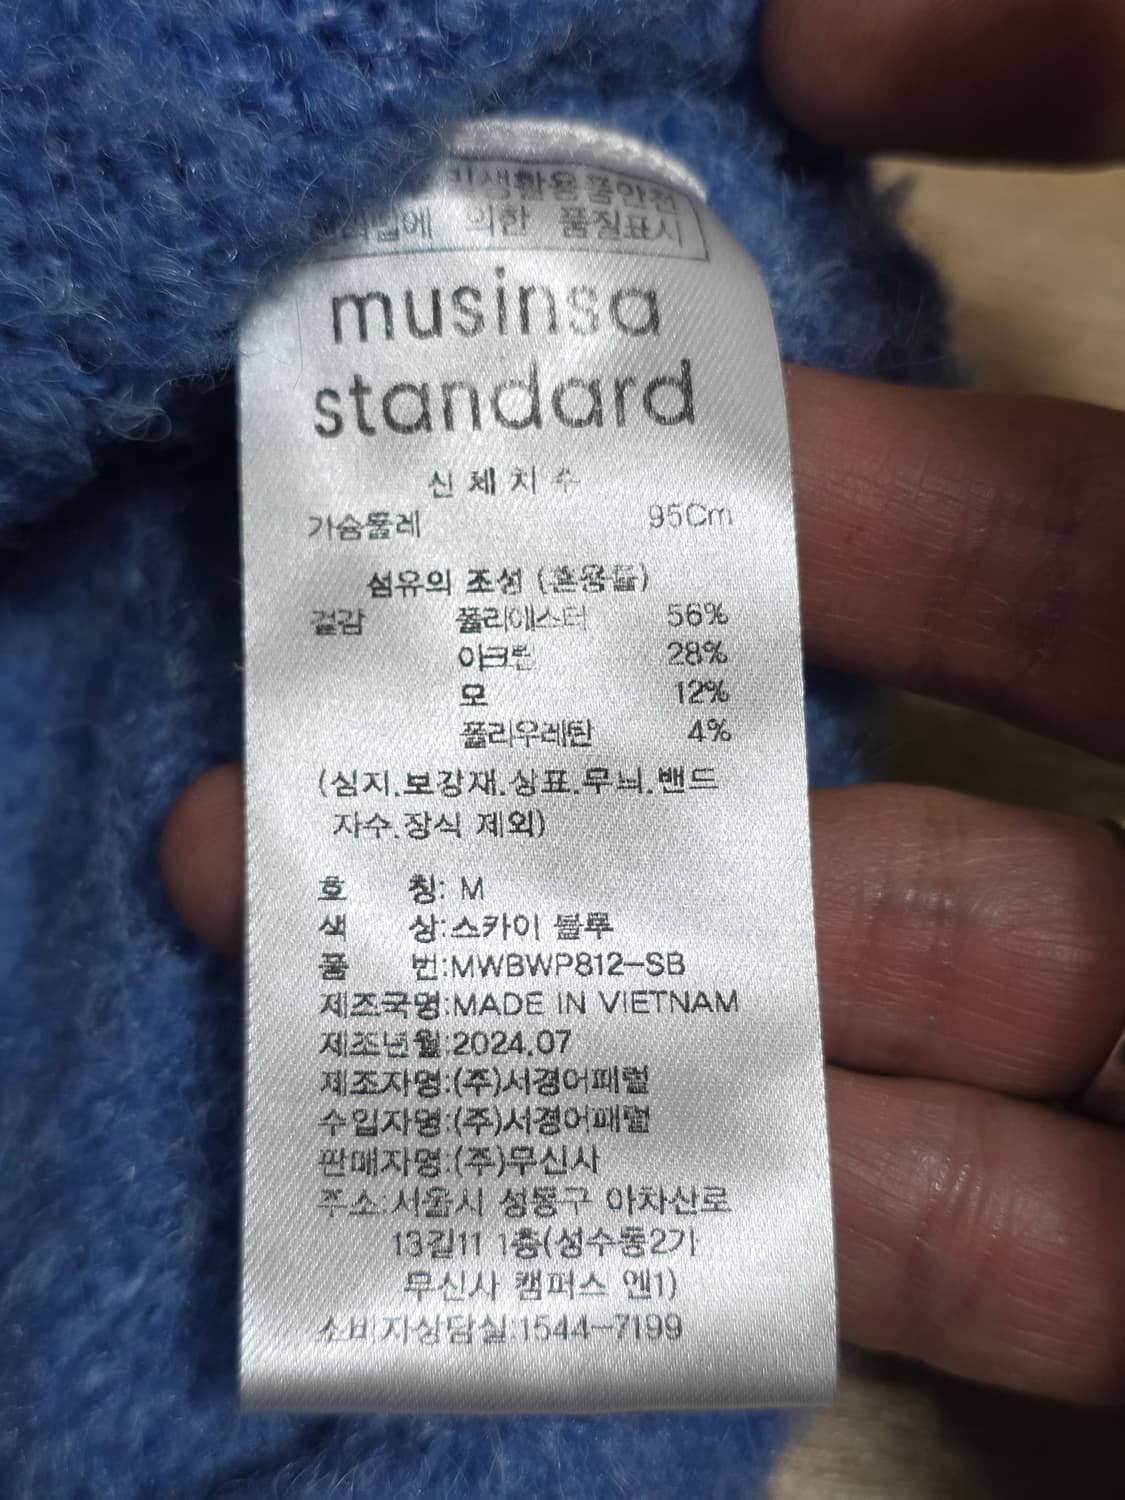 생활용품안전
의한 품질표시
musinsa
standard
신체치수
가슴둘레 95Cm
섬유의 조성 (혼용률)
겉감 폴리에스터 56%
아크릴 28%
모 12%
폴리우레탄 4%
(심지.보강재.상표.무늬.밴드
자수.장식 제외)
호 칭: M
색 상:스카이 블루
품 번:MWBWP812-SB
제조국명:MADE IN VIETNAM
제조년월:2024.07
제조자명:(주)서경어패럴
수입자명:(주)서경어패럴
판매자명:(주)무신사
주소:서울시 성동구 아차산로
13길11 1층(성수동2가
무신사 캠퍼스 엔1)
소비자상담실:1544-7199